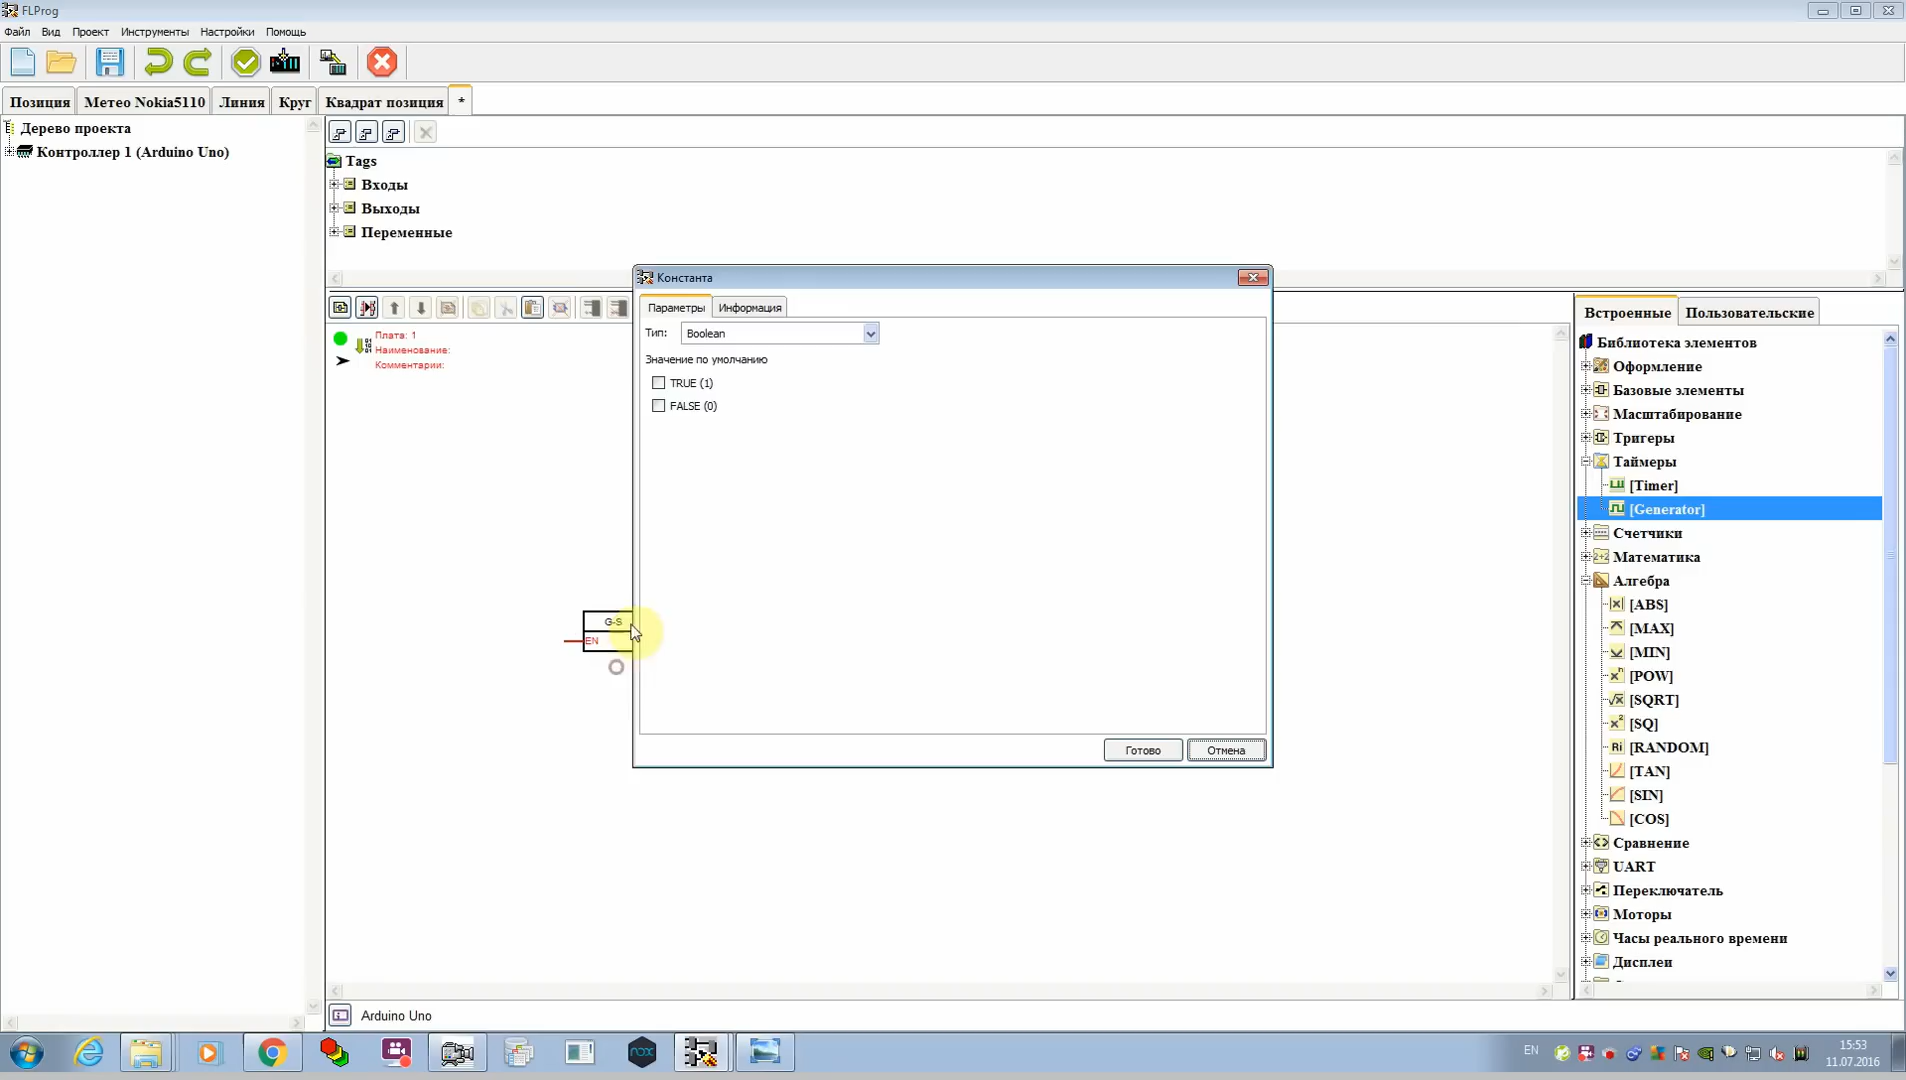 FLProg
Файл Вид Проект Инструменты Настройки Помощь
Позиция Метео Nokia5110 Линия Круг Квадрат позиция *
Дерево проекта
Контроллер 1 (Arduino Uno)
Tags
Входы
Выходы
Переменные
Плата: 1
Наименование:
Комментарии:
G-S
EN
Константа
Параметры Информация
Тип: Boolean
Значение по умолчанию
TRUE (1)
FALSE (0)
Готово Отмена
Встроенные Пользовательские
Библиотека элементов
Оформление
Базовые элементы
Масштабирование
Тригеры
Таймеры
[Timer]
[Generator]
Счетчики
Математика
Алгебра
[ABS]
[MAX]
[MIN]
[POW]
[SQRT]
[SQ]
[RANDOM]
[TAN]
[SIN]
[COS]
Сравнение
UART
Переключатель
Моторы
Часы реального времени
Дисплеи
Arduino Uno
nox
EN
15:53
11.07.2016